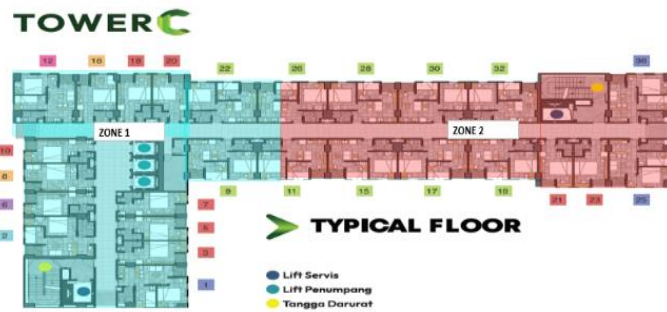 TOWER C
12 16 18 20
22 26 28 30 32 36
ZONE 1
ZONE 2
10
8
6
2
7
5
3
1
9 11 15 17 19
21 23 25
TYPICAL FLOOR
Lift Servis
Lift Penumpang
Tangga Darurat